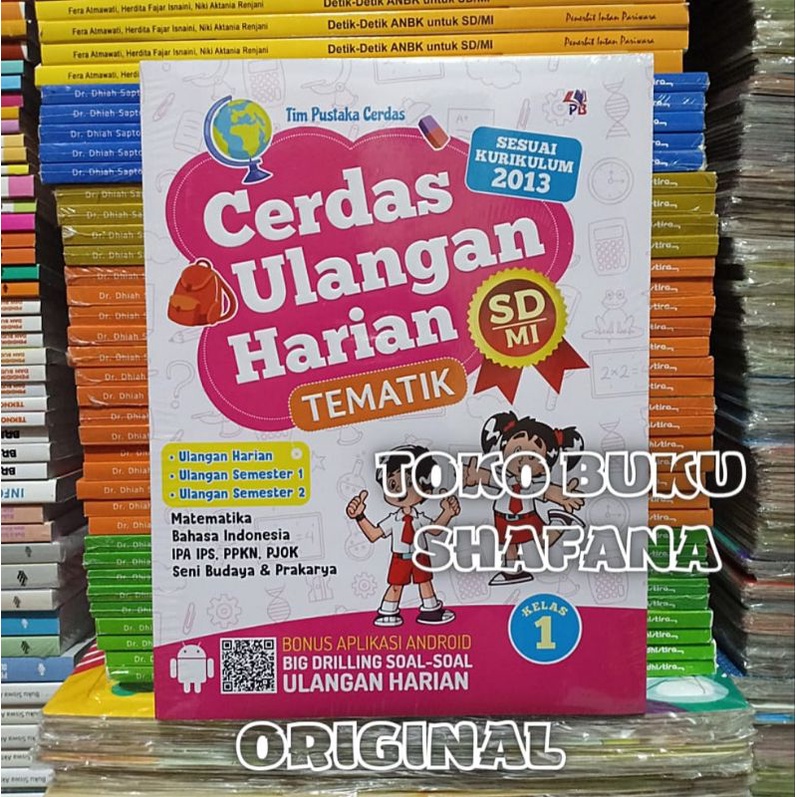 Fera Atmawati, Herdita Fajar Isnaini, Niki Aktania Renjani
Detik-Detik ANBK untuk SD/MI
Detik-Detik ANBK untuk SD/MI
Penerbit Intan Pariwara
Fera Atmawati, Herdita Fajar Isnaini, Niki Aktania Renjani
Detik-Detik ANBK untuk SD/MI
Penerbit Intan Pariwara
Tim Pustaka Cerdas
PB
SESUAI
KURIKULUM
2013
Cerdas
Ulangan
Harian
TEMATIK
SD
MI
• Ulangan Harian
• Ulangan Semester 1
• Ulangan Semester 2
Matematika
Bahasa Indonesia
IPA IPS, PPKN, PJOK
Seni Budaya & Prakarya
TOKO BUKU
SHAFANA
KELAS
1
BONUS APLIKASI ANDROID
BIG DRILLING SOAL-SOAL
ULANGAN HARIAN
ORIGINAL